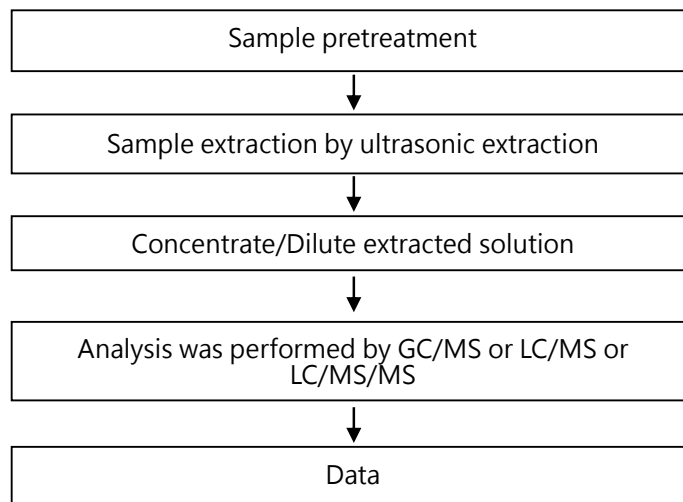 Sample pretreatment
Sample extraction by ultrasonic extraction
Concentrate/Dilute extracted solution
Analysis was performed by GC/MS or LC/MS or
LC/MS/MS
Data